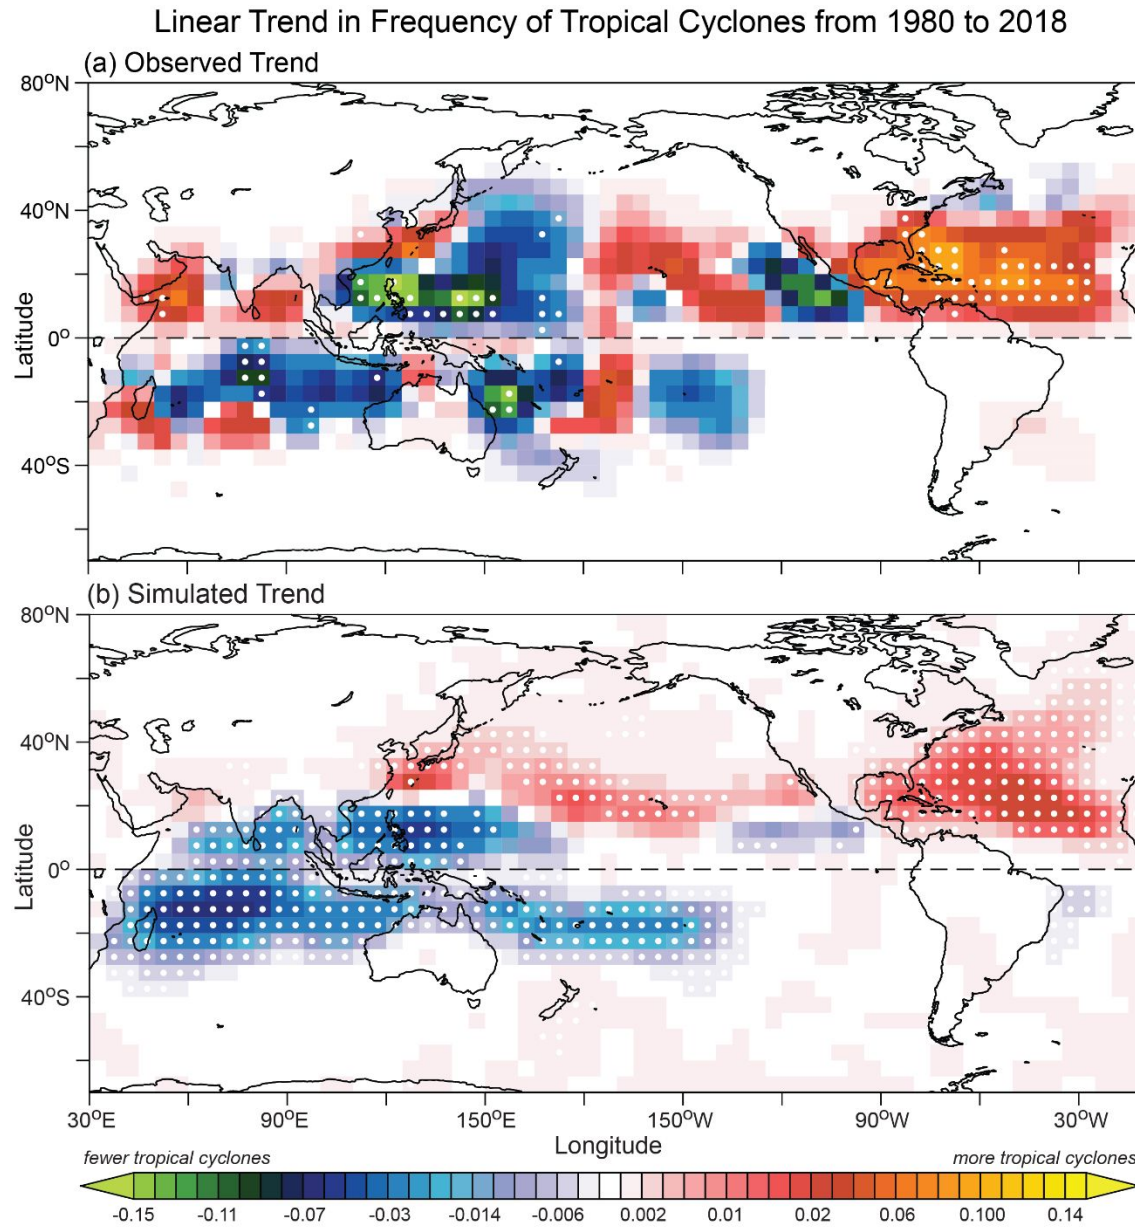 Linear Trend in Frequency of Tropical Cyclones from 1980 to 2018
(a) Observed Trend
80°N
40°N
0°
40°S
Latitude
(b) Simulated Trend
80°N
40°N
0°
40°S
Latitude
30°E 90°E 150°E 150°W 90°W 30°W
Longitude
fewer tropical cyclones more tropical cyclones
-0.15 -0.11 -0.07 -0.03 -0.014 -0.006 0.002 0.01 0.02 0.06 0.100 0.14